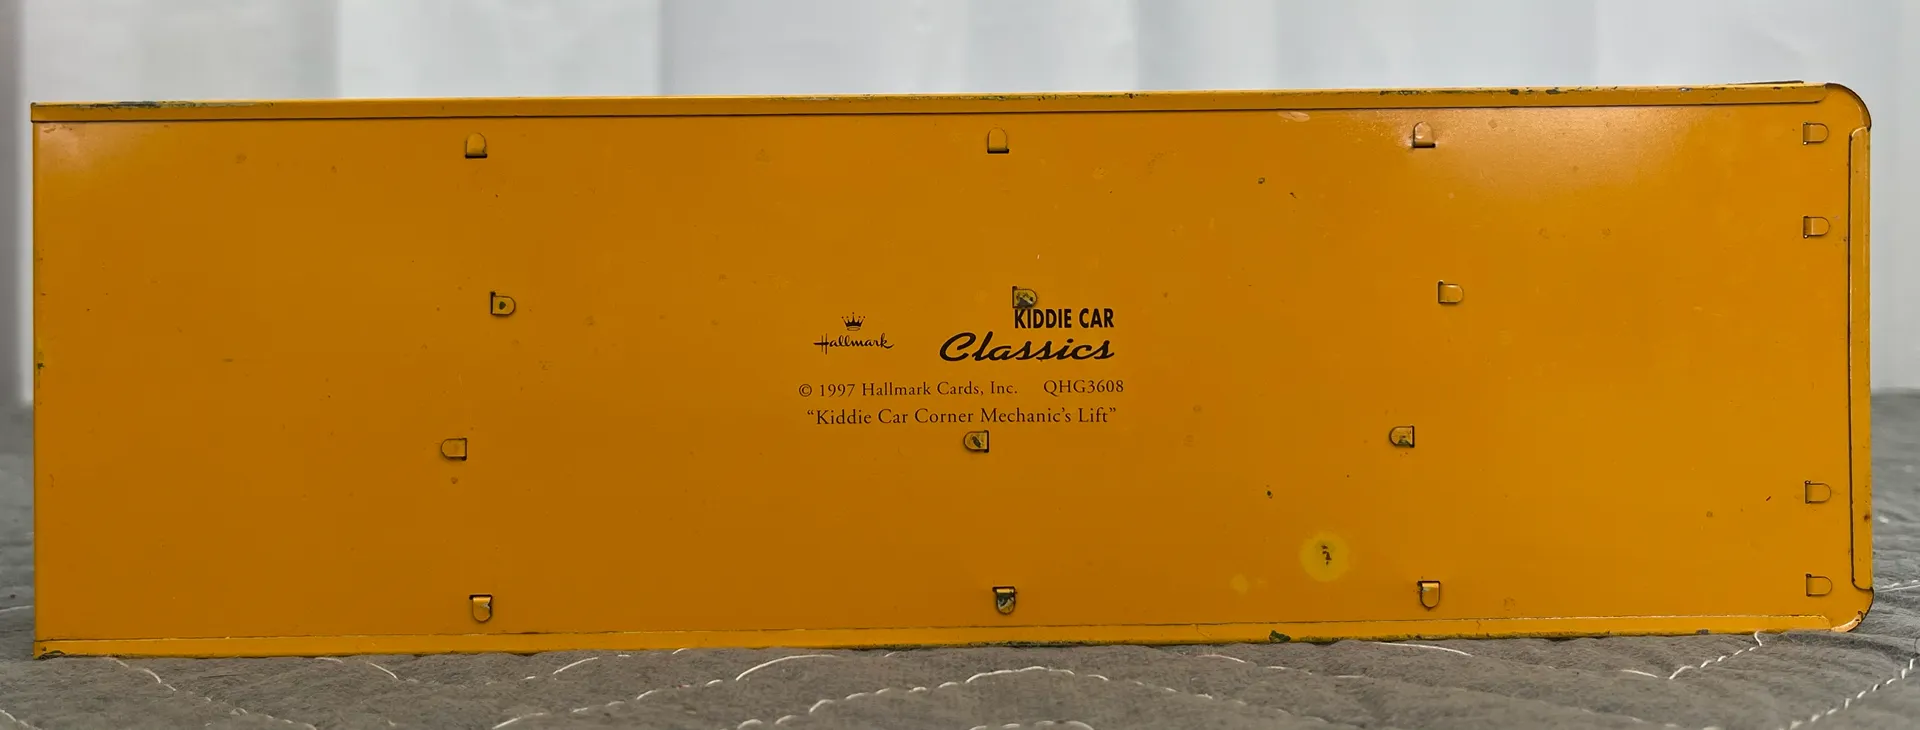 Hallmark
KIDDIE CAR
Classics
© 1997 Hallmark Cards, Inc. QHG3608
“Kiddie Car Corner Mechanic’s Lift”